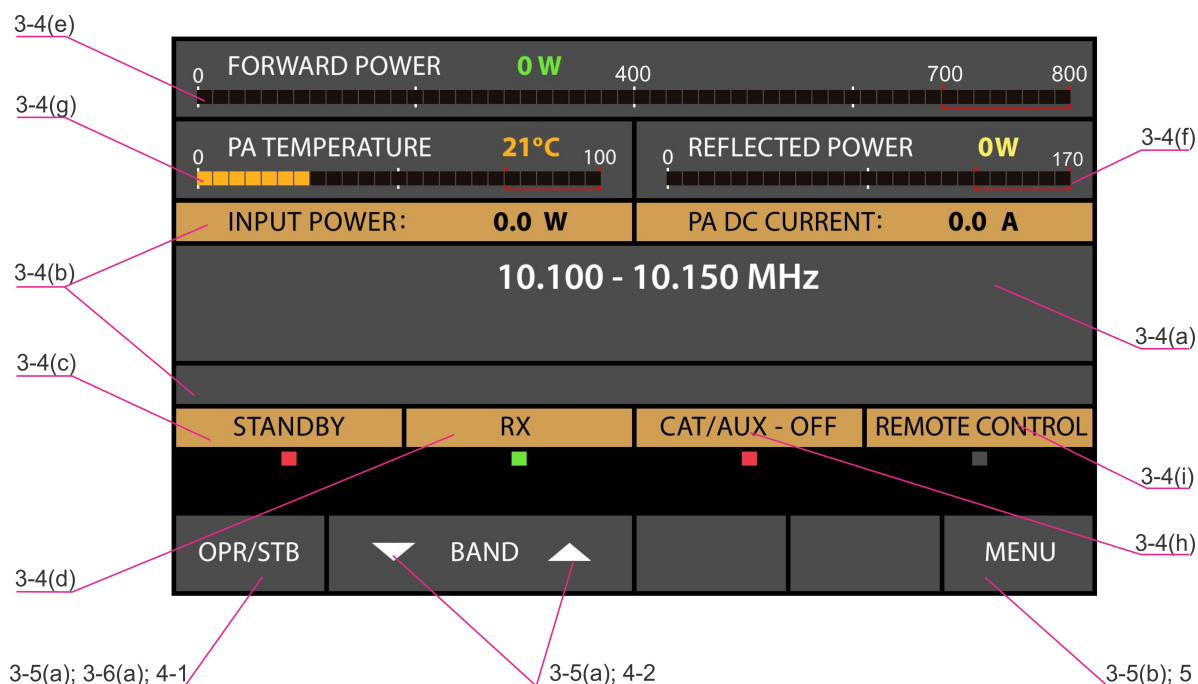 3-4(e)
FORWARD POWER 0 W
0 400 700 800
3-4(g)
PA TEMPERATURE 21°C
0 100
REFLECTED POWER 0W
0 170
3-4(f)
INPUT POWER: 0.0 W
PA DC CURRENT: 0.0 A
3-4(b)
10.100 - 10.150 MHz
3-4(a)
3-4(c)
STANDBY
RX
CAT/AUX - OFF
REMOTE CONTROL
3-4(i)
3-4(h)
OPR/STB
BAND
MENU
3-4(d)
3-5(a); 3-6(a); 4-1
3-5(a); 4-2
3-5(b); 5